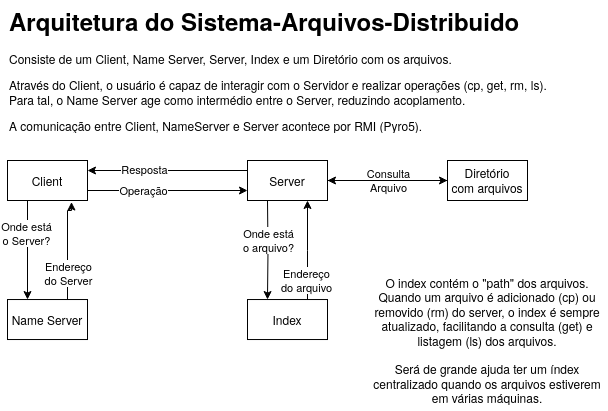 Arquitetura do Sistema-Arquivos-Distribuido
Consiste de um Client, Name Server, Server, Index e um Diretório com os arquivos.
Através do Client, o usuário é capaz de interagir com o Servidor e realizar operações (cp, get, rm, ls).
Para tal, o Name Server age como intermédio entre o Server, reduzindo acoplamento.
A comunicação entre Client, NameServer e Server acontece por RMI (Pyro5).
Client
Resposta
Operação
Server
Consulta
Arquivo
Diretório
com arquivos
Onde está
o Server?
Endereço
do Server
Onde está
o arquivo?
Endereço
do arquivo
Name Server
Index
O index contém o "path" dos arquivos.
Quando um arquivo é adicionado (cp) ou
removido (rm) do server, o index é sempre
atualizado, facilitando a consulta (get) e
listagem (ls) dos arquivos.
Será de grande ajuda ter um índex
centralizado quando os arquivos estiverem
em várias máquinas.